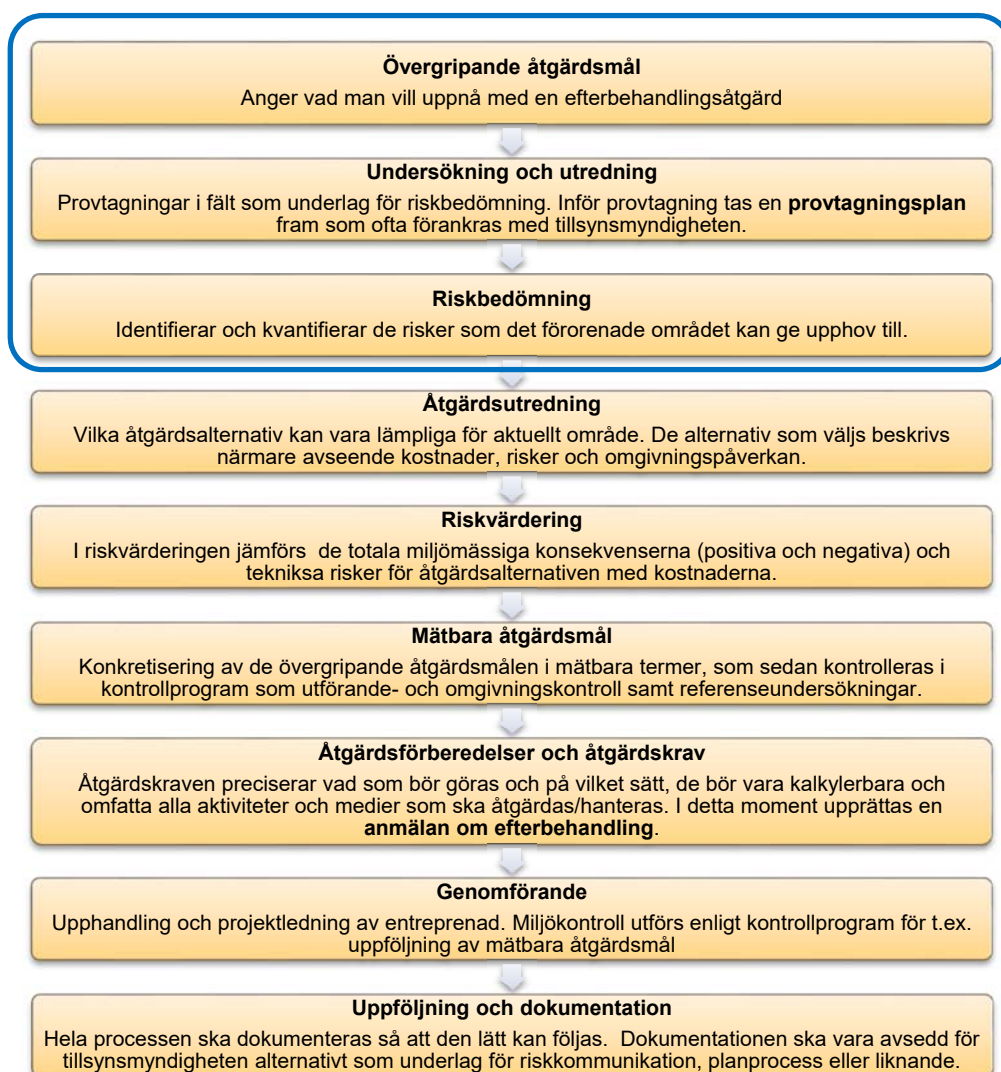 Övergripande åtgärdsmål
Anger vad man vill uppnå med en efterbehandlingsåtgärd
Undersökning och utredning
Provtagningar i fält som underlag för riskbedömning. Inför provtagning tas en provtagningsplan
fram som ofta förankras med tillsynsmyndigheten.
Riskbedömning
Identifierar och kvantifierar de risker som det förorenade området kan ge upphov till.
Åtgärdsutredning
Vilka åtgärdsalternativ kan vara lämpliga för aktuellt område. De alternativ som väljs beskrivs
närmare avseende kostnader, risker och omgivningspåverkan.
Riskvärdering
I riskvärderingen jämförs de totala miljömässiga konsekvenserna (positiva och negativa) och
tekniksa risker för åtgärdsalternativen med kostnaderna.
Mätbara åtgärdsmål
Konkretisering av de övergripande åtgärdsmålen i mätbara termer, som sedan kontrolleras i
kontrollprogram som utförande- och omgivningskontroll samt referenseundersökningar.
Åtgärdsförberedelser och åtgärdskrav
Åtgärdskraven preciserar vad som bör göras och på vilket sätt, de bör vara kalkylerbara och
omfatta alla aktiviteter och medier som ska åtgärdas/hanteras. I detta moment upprättas en
anmälan om efterbehandling.
Genomförande
Upphandling och projektledning av entreprenad. Miljökontroll utförs enligt kontrollprogram för t.ex.
uppföljning av mätbara åtgärdsmål
Uppföljning och dokumentation
Hela processen ska dokumenteras så att den lätt kan följas. Dokumentationen ska vara avsedd för
tillsynsmyndigheten alternativt som underlag för riskkommunikation, planprocess eller liknande.